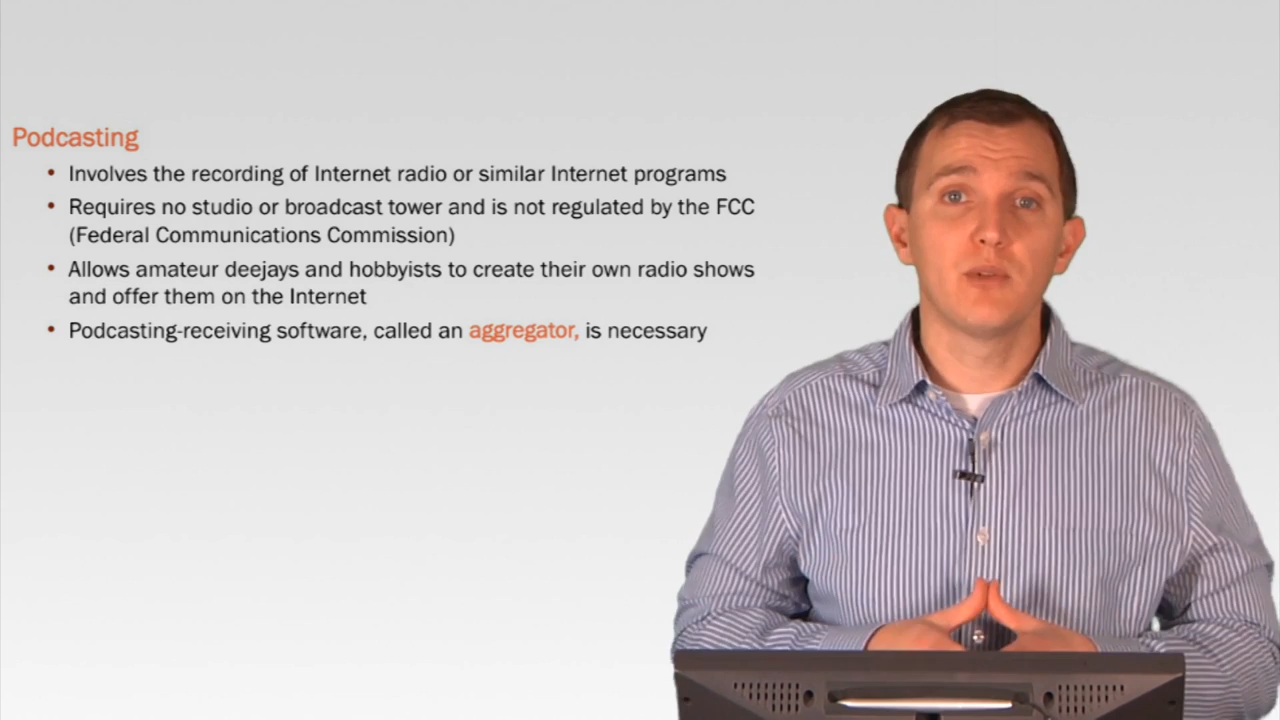 Podcasting
• Involves the recording of Internet radio or similar Internet programs
• Requires no studio or broadcast tower and is not regulated by the FCC
(Federal Communications Commission)
• Allows amateur deejays and hobbyists to create their own radio shows
and offer them on the Internet
• Podcasting-receiving software, called an aggregator, is necessary